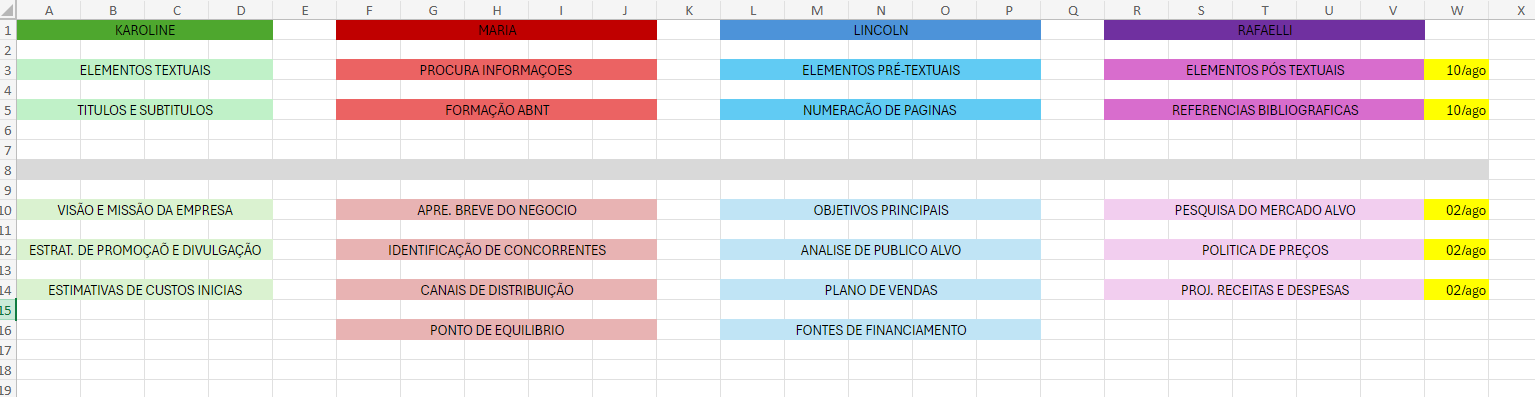 A B C D E F G H I J K L M N O P Q R S T U V W X
1 KAROLINE MARIA LINCOLN RAFAELLI
2
3 ELEMENTOS TEXTUAIS PROCURA INFORMAÇOES ELEMENTOS PRÉ-TEXTUAIS ELEMENTOS PÓS TEXTUAIS 10/ago
4
5 TITULOS E SUBTITULOS FORMAÇÃO ABNT NUMERACÃO DE PAGINAS REFERENCIAS BIBLIOGRAFICAS 10/ago
6
7
8
9
10 VISÃO E MISSÃO DA EMPRESA APRE. BREVE DO NEGOCIO OBJETIVOS PRINCIPAIS PESQUISA DO MERCADO ALVO 02/ago
11
12 ESTRAT. DE PROMOÇAÕ E DIVULGAÇÃO IDENTIFICAÇÃO DE CONCORRENTES ANALISE DE PUBLICO ALVO POLITICA DE PREÇOS 02/ago
13
14 ESTIMATIVAS DE CUSTOS INICIAS CANAIS DE DISTRIBUIÇÃO PLANO DE VENDAS PROJ. RECEITAS E DESPESAS 02/ago
15
16 PONTO DE EQUILIBRIO FONTES DE FINANCIAMENTO
17
18
19